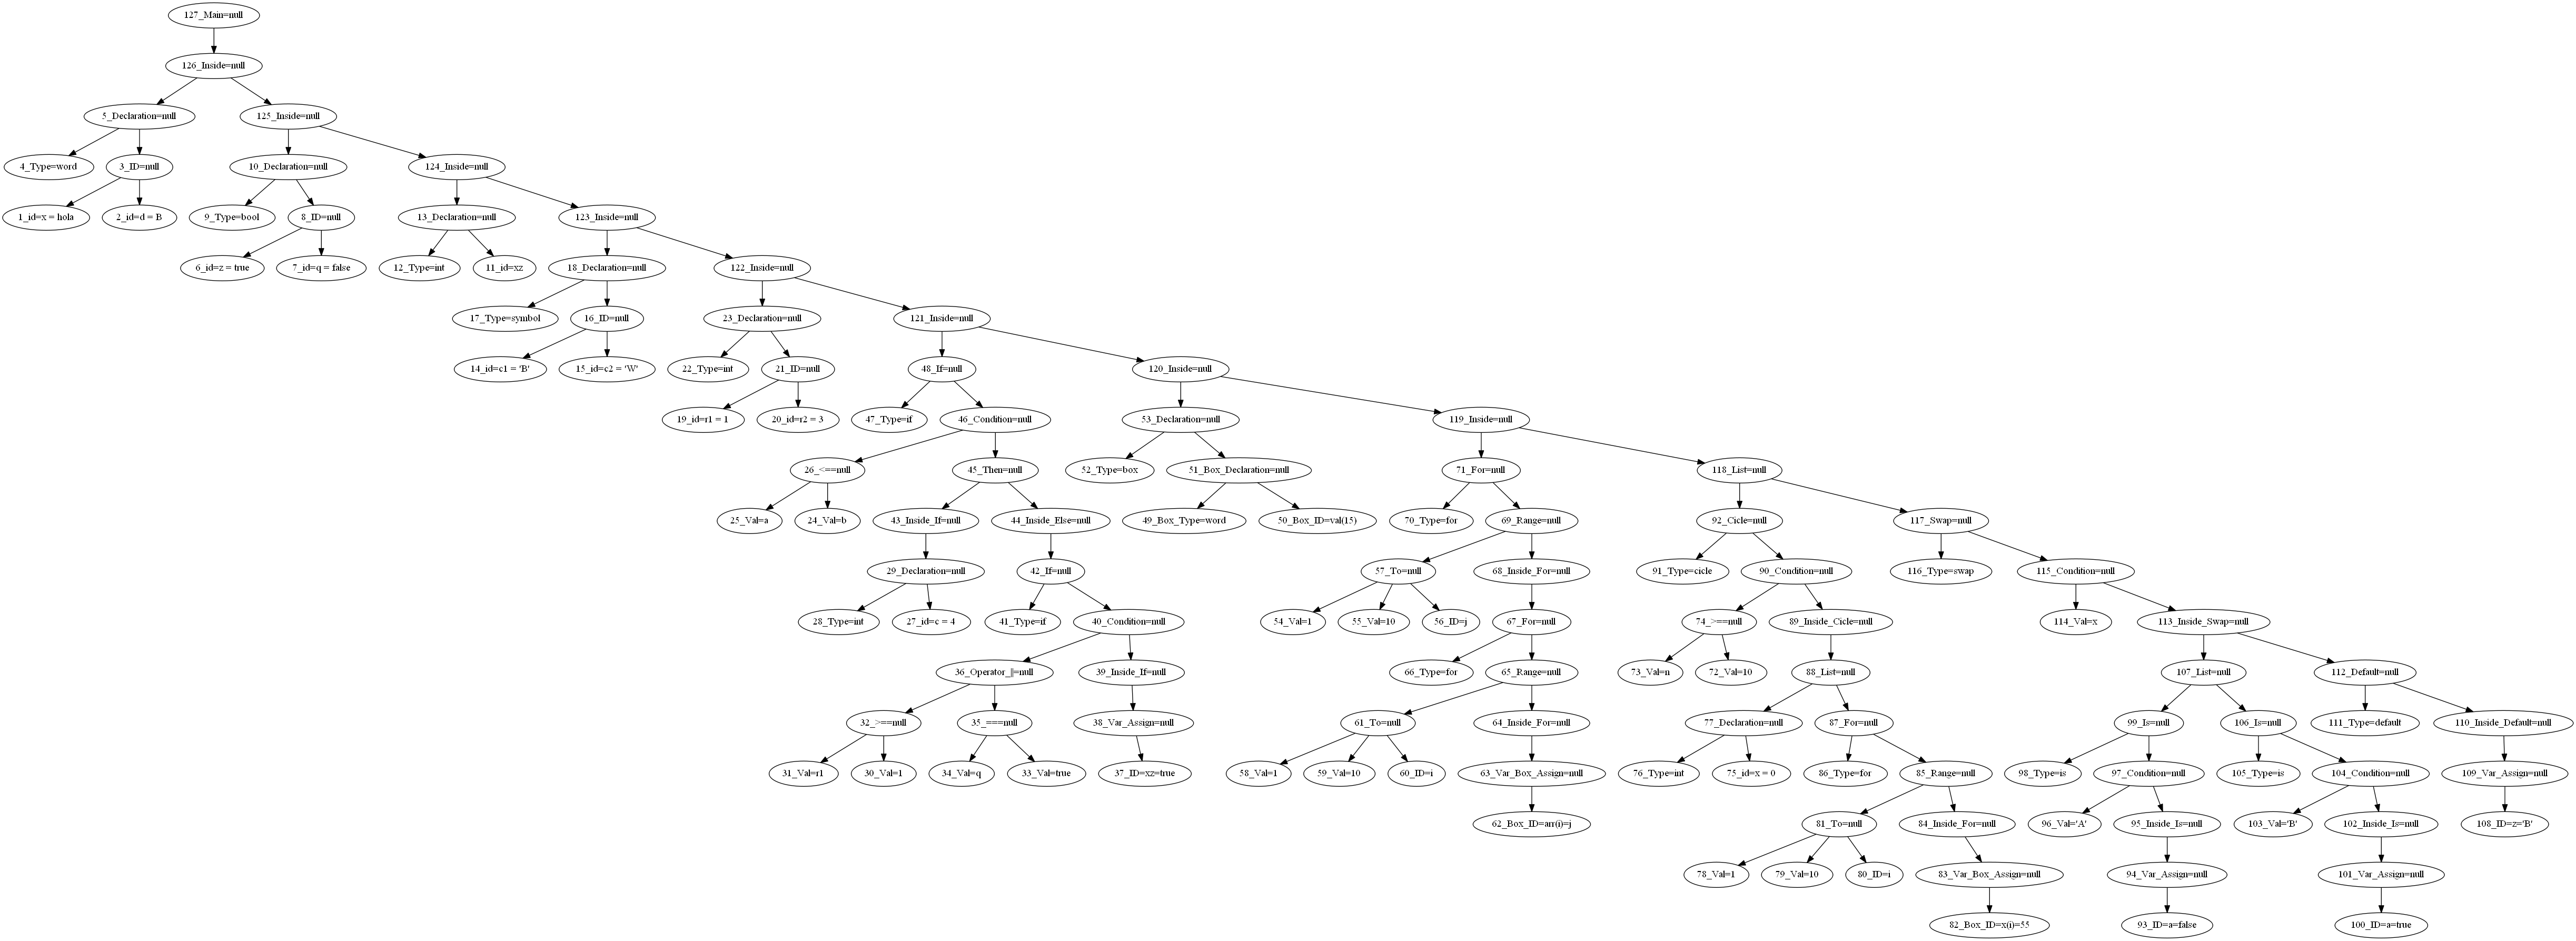 127_Main=null
126_Inside=null
5_Declaration=null
125_Inside=null
4_Type=word
3_ID=null
10_Declaration=null
124_Inside=null
1_id=x = hola
2_id=d = B
9_Type=bool
8_ID=null
13_Declaration=null
123_Inside=null
6_id=z = true
7_id=q = false
12_Type=int
11_id=xz
18_Declaration=null
122_Inside=null
17_Type=symbol
16_ID=null
23_Declaration=null
121_Inside=null
14_id=c1 = 'B'
15_id=c2 = 'W'
22_Type=int
21_ID=null
48_If=null
120_Inside=null
19_id=r1 = 1
20_id=r2 = 3
47_Type=if
46_Condition=null
53_Declaration=null
119_Inside=null
26_<==null
45_Then=null
52_Type=box
51_Box_Declaration=null
71_For=null
118_List=null
25_Val=a
24_Val=b
43_Inside_If=null
44_Inside_Else=null
49_Box_Type=word
50_Box_ID=val(15)
70_Type=for
69_Range=null
92_Cicle=null
117_Swap=null
29_Declaration=null
42_If=null
57_To=null
68_Inside_For=null
91_Type=cicle
90_Condition=null
116_Type=swap
115_Condition=null
28_Type=int
27_id=c = 4
41_Type=if
40_Condition=null
54_Val=1
55_Val=10
56_ID=j
67_For=null
74_>==null
89_Inside_Cicle=null
114_Val=x
113_Inside_Swap=null
36_Operator_||=null
39_Inside_If=null
66_Type=for
65_Range=null
73_Val=n
72_Val=10
88_List=null
107_List=null
112_Default=null
32_>==null
35_===null
38_Var_Assign=null
61_To=null
64_Inside_For=null
77_Declaration=null
87_For=null
99_Is=null
106_Is=null
111_Type=default
110_Inside_Default=null
31_Val=r1
30_Val=1
34_Val=q
33_Val=true
37_ID=xz=true
58_Val=1
59_Val=10
60_ID=i
63_Var_Box_Assign=null
76_Type=int
75_id=x = 0
86_Type=for
85_Range=null
98_Type=is
97_Condition=null
105_Type=is
104_Condition=null
109_Var_Assign=null
62_Box_ID=arr(i)=j
81_To=null
84_Inside_For=null
96_Val='A'
95_Inside_Is=null
103_Val='B'
102_Inside_Is=null
108_ID=z='B'
78_Val=1
79_Val=10
80_ID=i
83_Var_Box_Assign=null
94_Var_Assign=null
101_Var_Assign=null
82_Box_ID=x(i)=55
93_ID=a=false
100_ID=a=true